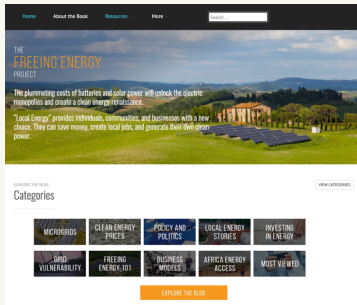 Home About the Book Resources More Search ...
THE
FREEING ENERGY
PROJECT
The plummeting costs of batteries and solar power will unlock the electric
monopolies and create a clean energy renaissance.
"Local Energy" provides individuals, communities, and businesses with a new
choice. They can save money, create local jobs, and generate their own clean
power.
EXPLORE THE BLOG
VIEW CATEGORIES
Categories
MICROGRIDS
CLEAN ENERGY
PRICES
POLICY AND
POLITICS
LOCAL ENERGY
STORIES
INVESTING
IN ENERGY
GRID
VULNERABILITY
FREEING
ENERGY 101
BUSINESS
MODELS
AFRICA ENERGY
ACCESS
MOST VIEWED
EXPLORE THE BLOG